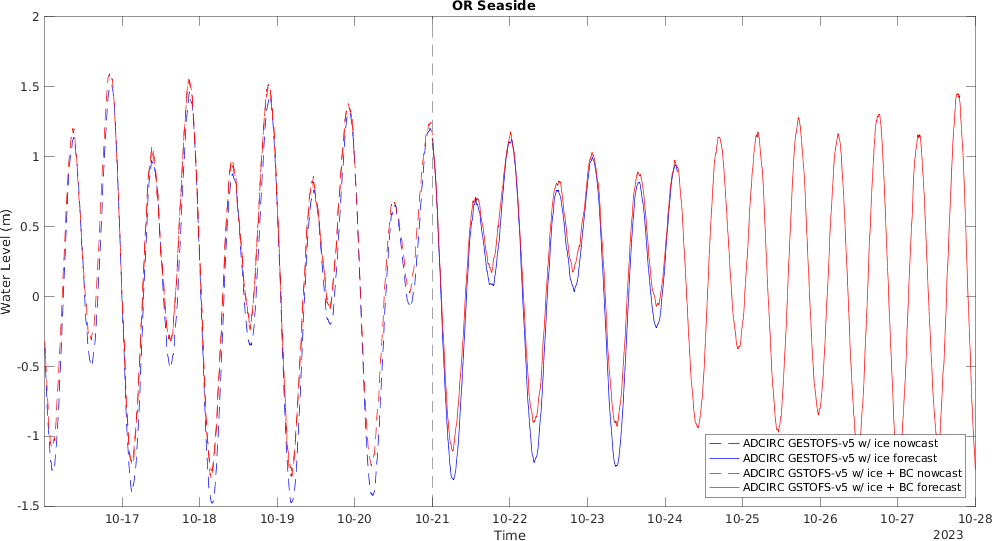 OR Seaside
2
1.5
1
0.5
0
-0.5
-1
-1.5
Water Level (m)
10-17 10-18 10-19 10-20 10-21 10-22 10-23 10-24 10-25 10-26 10-27 10-28
Time
2023
ADCIRC GESTOFS-v5 w/ ice nowcast
ADCIRC GESTOFS-v5 w/ ice forecast
ADCIRC GSTOFS-v5 w/ ice + BC nowcast
ADCIRC GSTOFS-v5 w/ ice + BC forecast